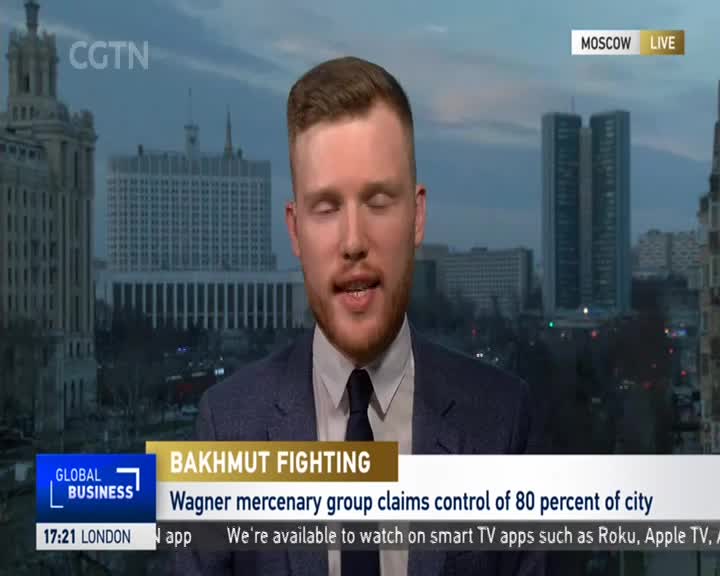 CGTN
MOSCOW LIVE
BAKHMUT FIGHTING
GLOBAL
BUSINESS
Wagner mercenary group claims control of 80 percent of city
17:21 LONDON
app We're available to watch on smart TV apps such as Roku, Apple TV,